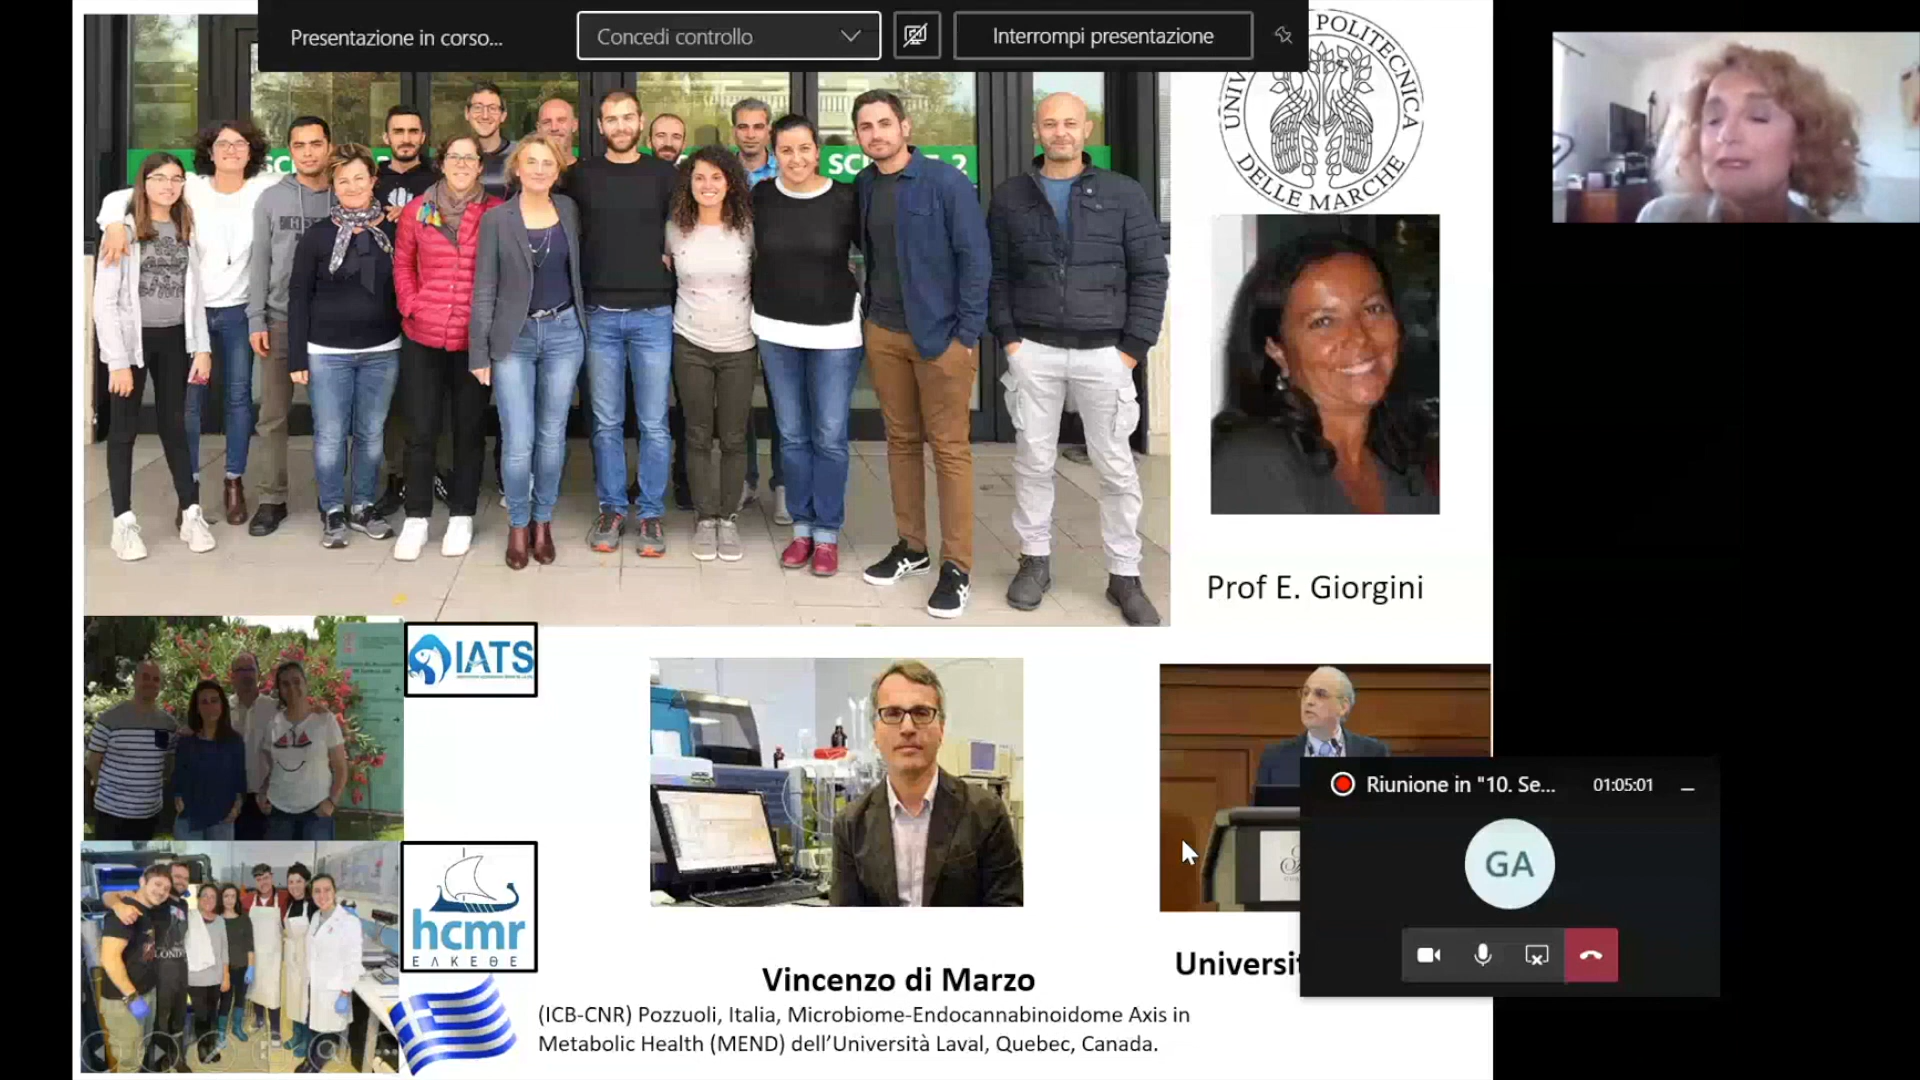 Presentazione in corso...
Concedi controllo
Interrompi presentazione
POLITECNICA
DELLE MARCHE
SCIENZE 2
Prof E. Giorgini
IATS
hcmr
ΕΛΚΕΘΕ
Vincenzo di Marzo
(ICB-CNR) Pozzuoli, Italia, Microbiome-Endocannabinoidome Axis in
Metabolic Health (MEND) dell’Università Laval, Quebec, Canada.
Riunione in "10. Se...
01:05:01
GA